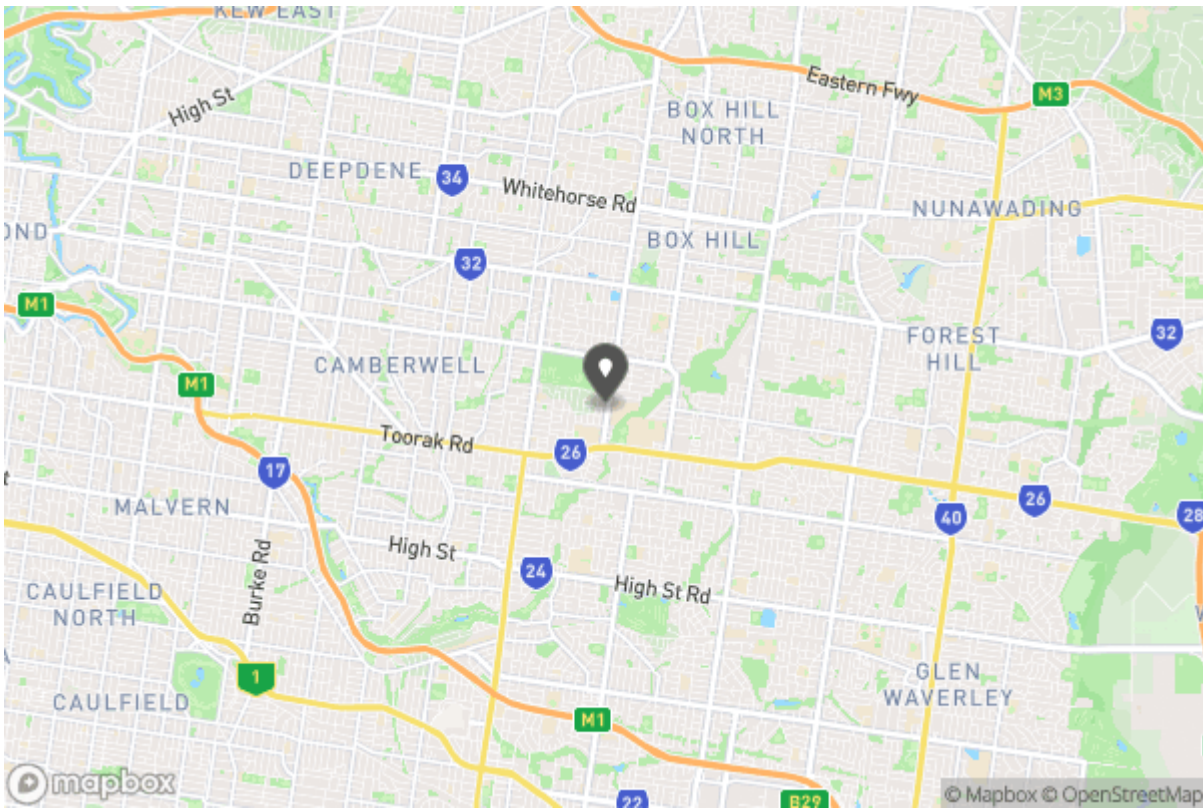 KEW EAST
High St
Eastern Fwy
M3
BOX HILL
NORTH
DEEPDENE
34
Whitehorse Rd
NUNAWADING
OND
BOX HILL
32
M1
FOREST
HILL
32
CAMBERWELL
M1
Toorak Rd
26
17
26
28
MALVERN
40
High St
24
High St Rd
Burke Rd
CAULFIELD
NORTH
1
GLEN
WAVERLEY
CAULFIELD
M1
mapbox
22
B29
© Mapbox © OpenStreetMap